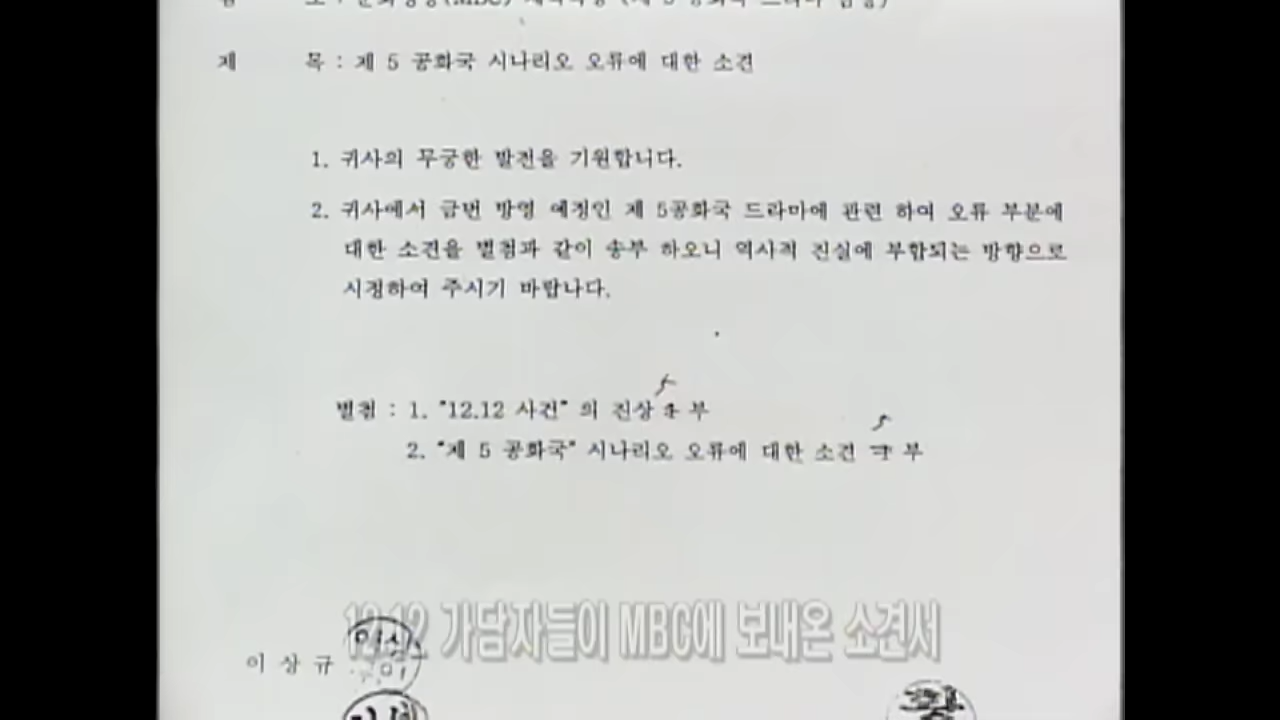 제 목 : 제 5 공화국 시나리오 오류에 대한 소견
1. 귀사의 무궁한 발전을 기원합니다.
2. 귀사에서 금번 방영 예정인 제 5공화국 드라마에 관련 하여 오류 부분에
대한 소견을 별첨과 같이 송부 하오니 역사적 진실에 부합되는 방향으로
시정하여 주시기 바랍니다.
별첨 : 1. "12.12 사건" 의 진상 부
2. "제 5 공화국" 시나리오 오류에 대한 소견 부
12.12 가담자들이 MBC에 보내온 소견서
이 상 규